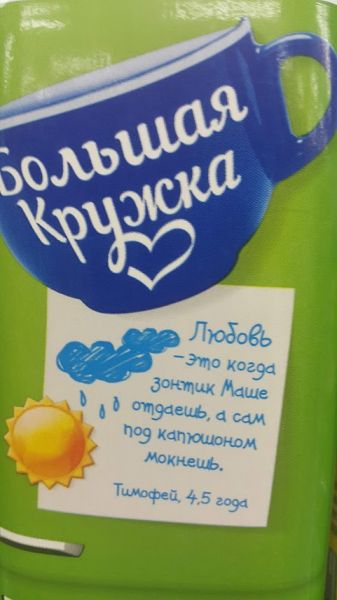 Большая
Кружка
Любовь
-это когда
зонтик Маше
отдаешь, а сам
под капюшоном
мокнешь.
Тимофей, 4,5 года